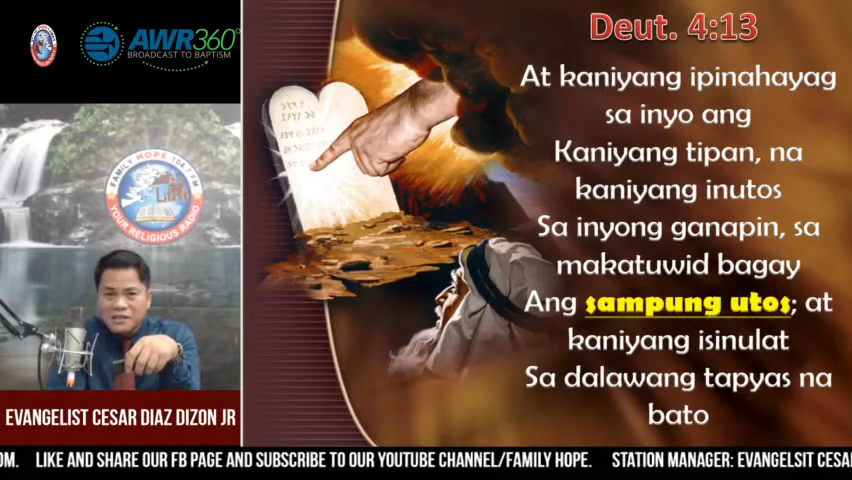 AWR360°
BROADCAST TO BAPTISM
FAMILY HOPE 104.7 FM
YOUR RELIGIOUS RADIO
EVANGELIST CESAR DIAZ DIZON JR
Deut. 4:13
At kaniyang ipinahayag
sa inyo ang
Kaniyang tipan, na
kaniyang inutos
Sa inyong ganapin, sa
makatuwid bagay
Ang sampung utos; at
kaniyang isinulat
Sa dalawang tapyas na
bato
OM. LIKE AND SHARE OUR FB PAGE AND SUBSCRIBE TO OUR YOUTUBE CHANNEL/FAMILY HOPE. STATION MANAGER: EVANGELSIT CESAR